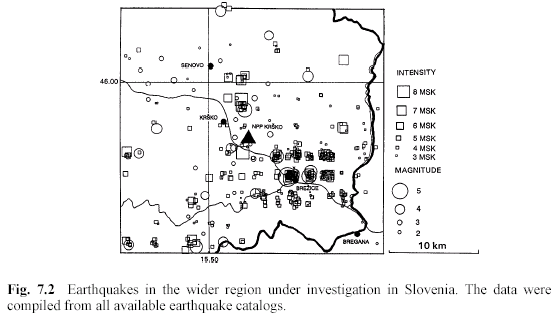 SENOVO
46.00
KRŠKO
NPP KRŠKO
BREŽICE
BREGANA
15.50
10 km
INTENSITY
8 MSK
7 MSK
6 MSK
5 MSK
4 MSK
3 MSK
MAGNITUDE
5
4
3
2
Fig. 7.2 Earthquakes in the wider region under investigation in Slovenia. The data were
compiled from all available earthquake catalogs.